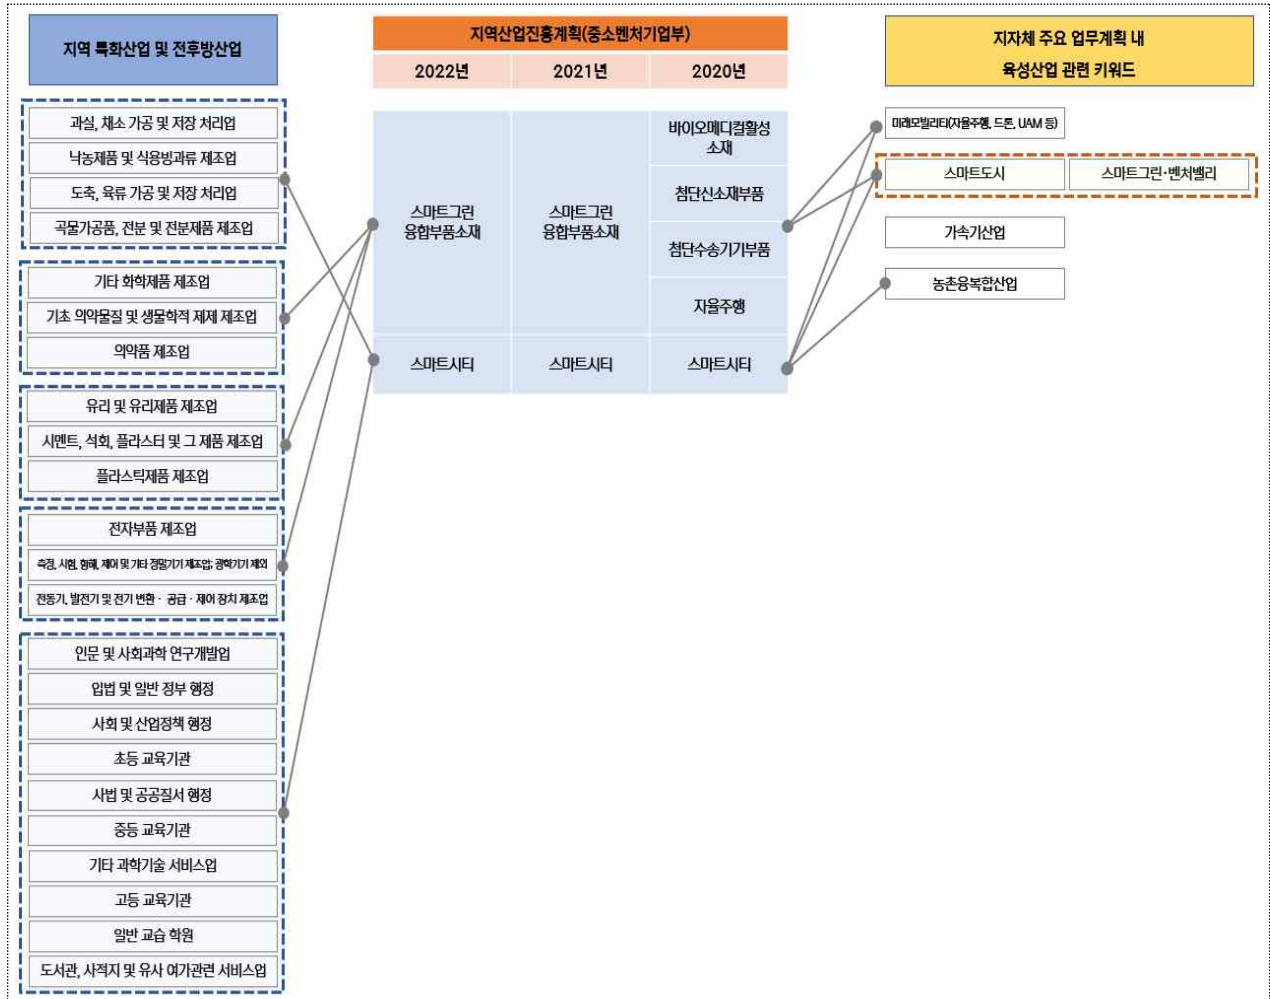 지역 특화산업 및 전후방산업
과실, 채소 가공 및 저장 처리업
낙농제품 및 식용빙과류 제조업
도축, 육류 가공 및 저장 처리업
곡물가공품, 전분 및 전분제품 제조업
기타 화학제품 제조업
기초 의약물질 및 생물학적 제제 제조업
의약품 제조업
유리 및 유리제품 제조업
시멘트, 석회, 플라스터 및 그 제품 제조업
플라스틱제품 제조업
전자부품 제조업
측정, 시험, 항해, 제어 및 기타 정밀기기 제조업; 광학기기 제외
전동기, 발전기 및 전기 변환 · 공급 · 제어 장치 제조업
인문 및 사회과학 연구개발업
입법 및 일반 정부 행정
사회 및 산업정책 행정
초등 교육기관
사법 및 공공질서 행정
중등 교육기관
기타 과학기술 서비스업
고등 교육기관
일반 교습 학원
도서관, 사적지 및 유사 여가관련 서비스업
지역산업진흥계획(중소벤처기업부)
2022년 2021년 2020년
스마트그린
융합부품소재
스마트그린
융합부품소재
바이오메디컬활성
소재
첨단신소재부품
첨단수송기기부품
자율주행
스마트시티 스마트시티 스마트시티
지자체 주요 업무계획 내
육성산업 관련 키워드
미래모빌리티(자율주행, 드론, UAM 등)
스마트도시 스마트그린·벤처밸리
가속기산업
농촌융복합산업